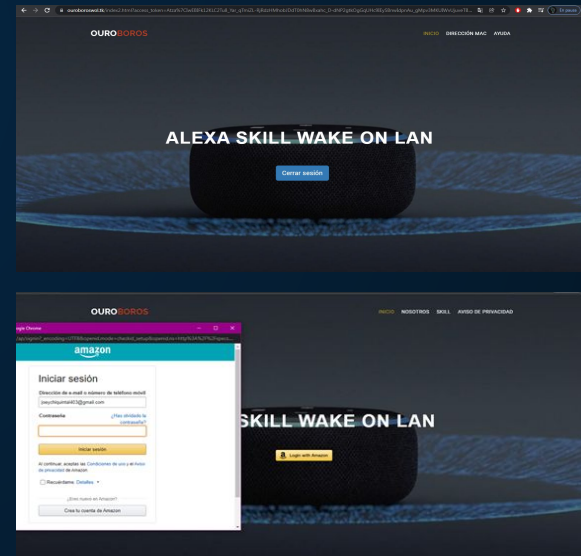 OUROBOROS
INICIO DIRECCIÓN MAC AYUDA
ALEXA SKILL WAKE ON LAN
Cerrar sesión
OUROBOROS
INICIO NOSOTROS SKILL AVISO DE PRIVACIDAD
amazon
Iniciar sesión
Dirección de e-mail o número de teléfono móvil
Contraseña
¿Has olvidado la
contraseña?
Iniciar sesión
Al continuar, aceptas las Condiciones de uso y el Aviso
de privacidad de Amazon.
Recuérdame. Detalles
¿Eres nuevo en Amazon?
Crea tu cuenta de Amazon
SKILL WAKE ON LAN
Login with Amazon